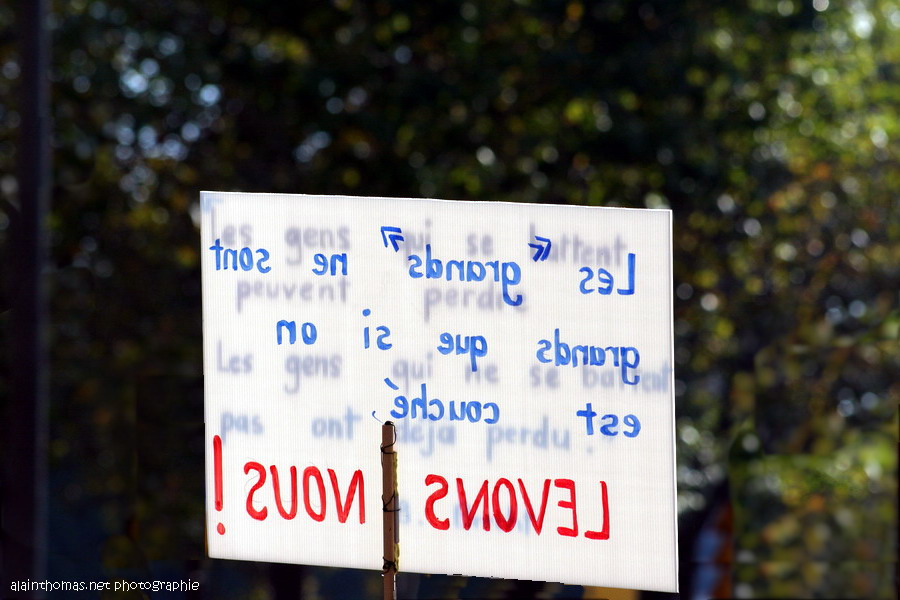 Les « grands » ne sont
grands que si on
est couché,
LEVONS NOUS !
Les gens qui se battent
peuvent perdre
Les gens qui ne se battent
pas ont déjà perdu !
alainthomas.net photographie